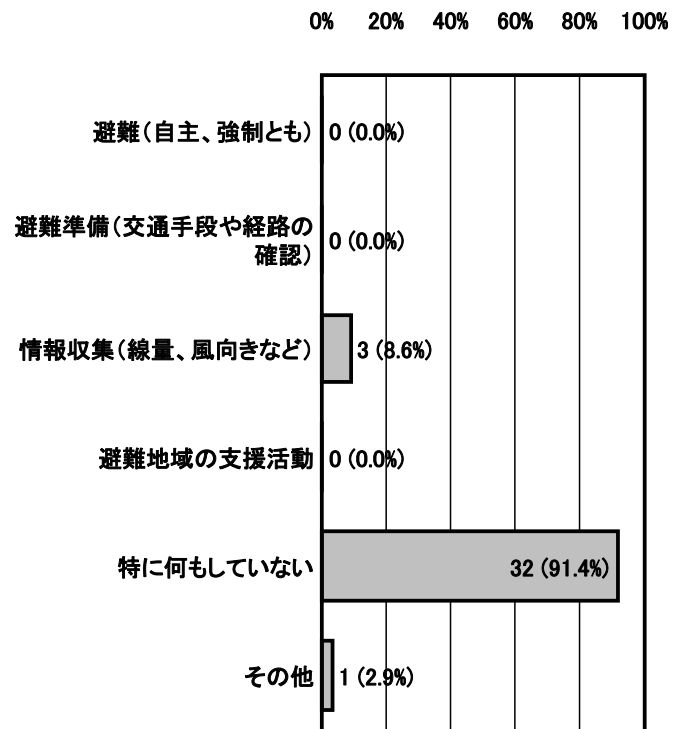 0% 20% 40% 60% 80% 100%
避難（自主、強制とも） 0 (0.0%)
避難準備（交通手段や経路の
確認） 0 (0.0%)
情報収集（線量、風向きなど） 3 (8.6%)
避難地域の支援活動 0 (0.0%)
特に何もしていない 32 (91.4%)
その他 1 (2.9%)